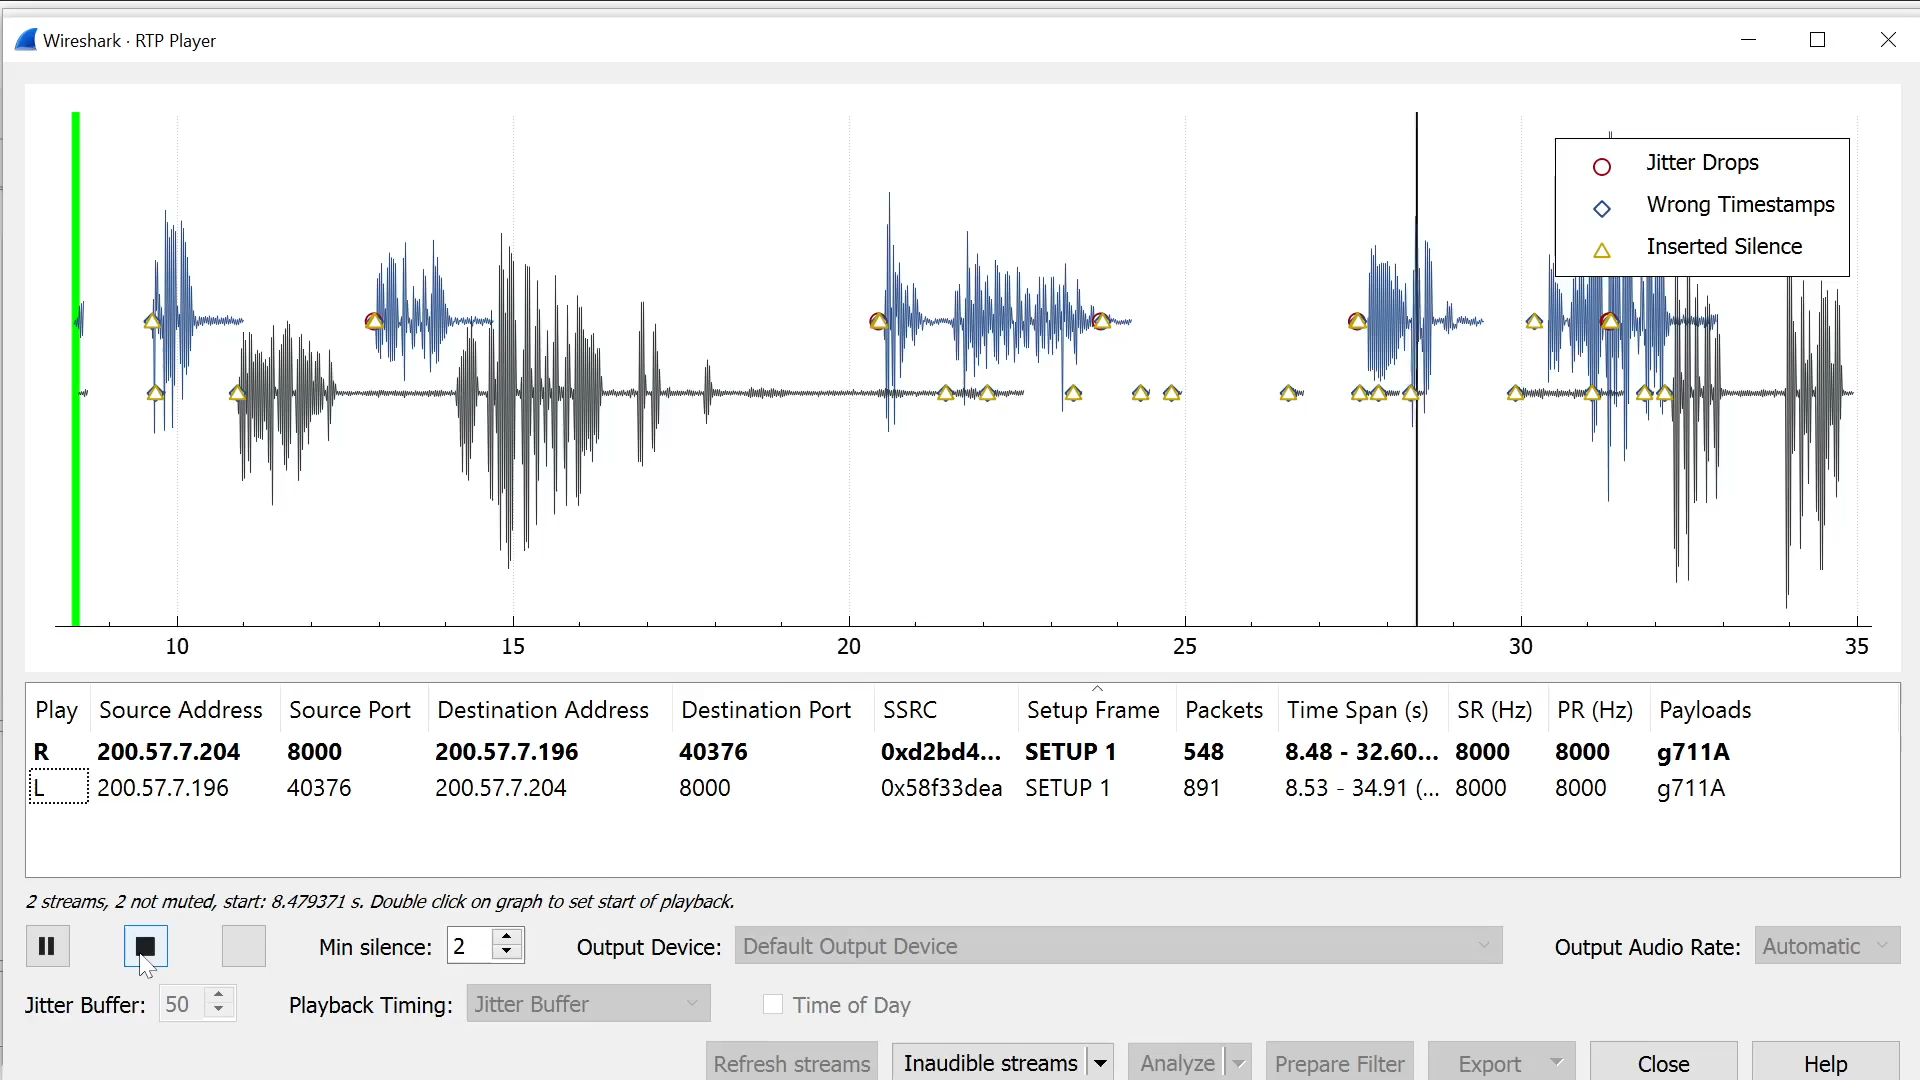 Wireshark · RTP Player
Jitter Drops
Wrong Timestamps
Inserted Silence
10 15 20 25 30 35
Play Source Address Source Port Destination Address Destination Port SSRC Setup Frame Packets Time Span (s) SR (Hz) PR (Hz) Payloads
R 200.57.7.204 8000 200.57.7.196 40376 0xd2bd4... SETUP 1 548 8.48 - 32.60... 8000 8000 g711A
L 200.57.7.196 40376 200.57.7.204 8000 0x58f33dea SETUP 1 891 8.53 - 34.91 (... 8000 8000 g711A
2 streams, 2 not muted, start: 8.479371 s. Double click on graph to set start of playback.
Min silence: 2 Output Device: Default Output Device Output Audio Rate: Automatic
Jitter Buffer: 50 Playback Timing: Jitter Buffer Time of Day
Refresh streams Inaudible streams Analyze Prepare Filter Export Close Help